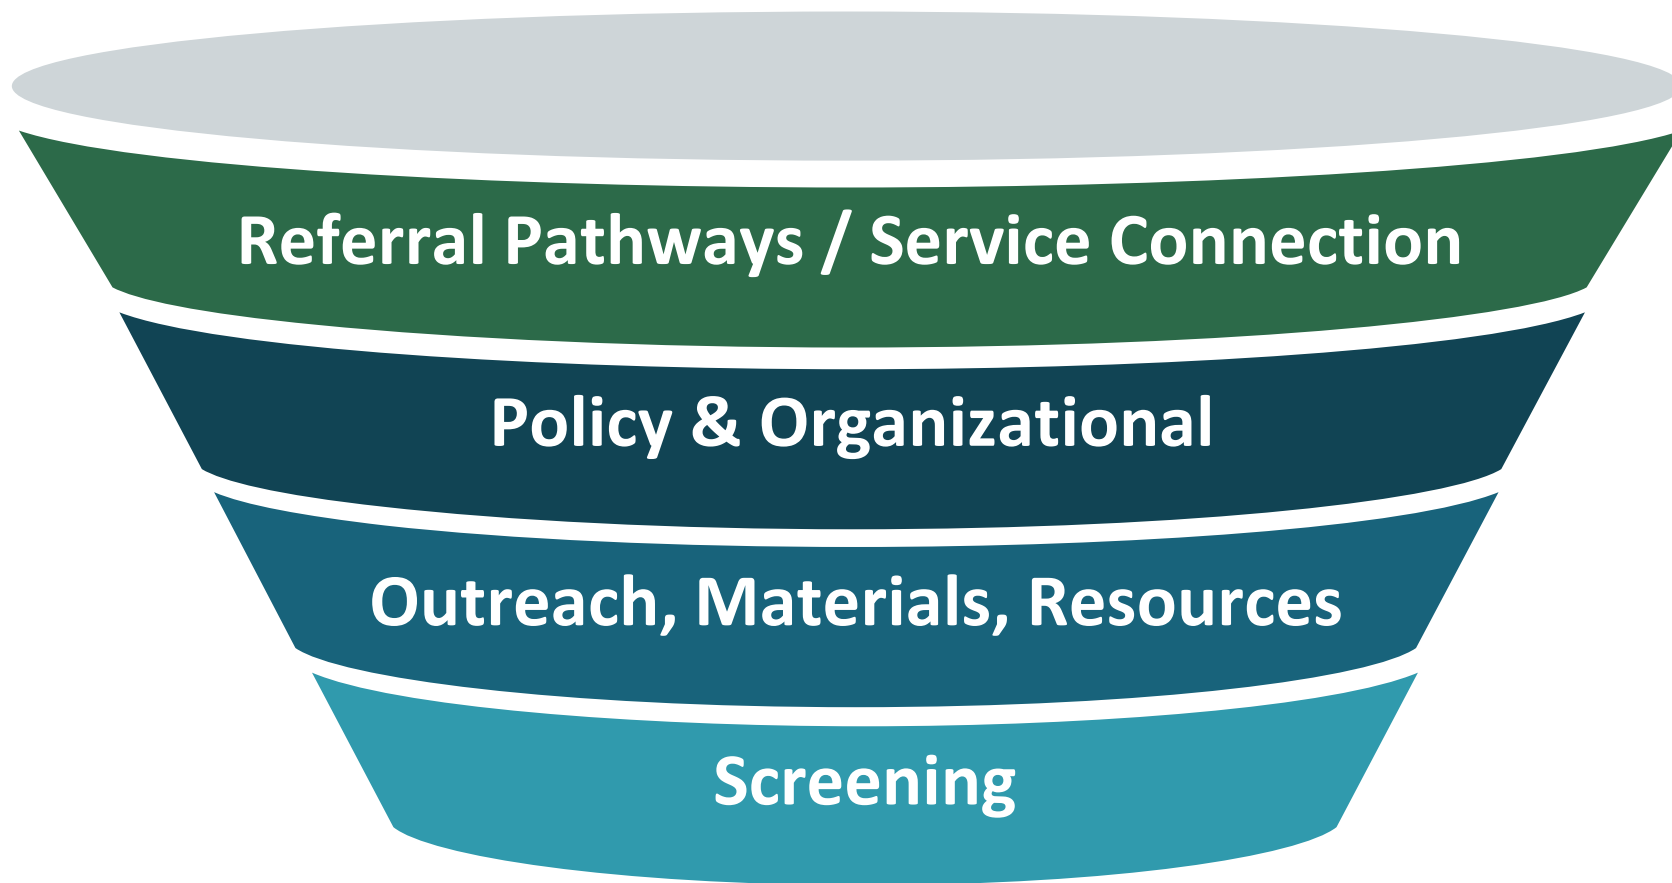 Referral Pathways / Service Connection
Policy & Organizational
Outreach, Materials, Resources
Screening